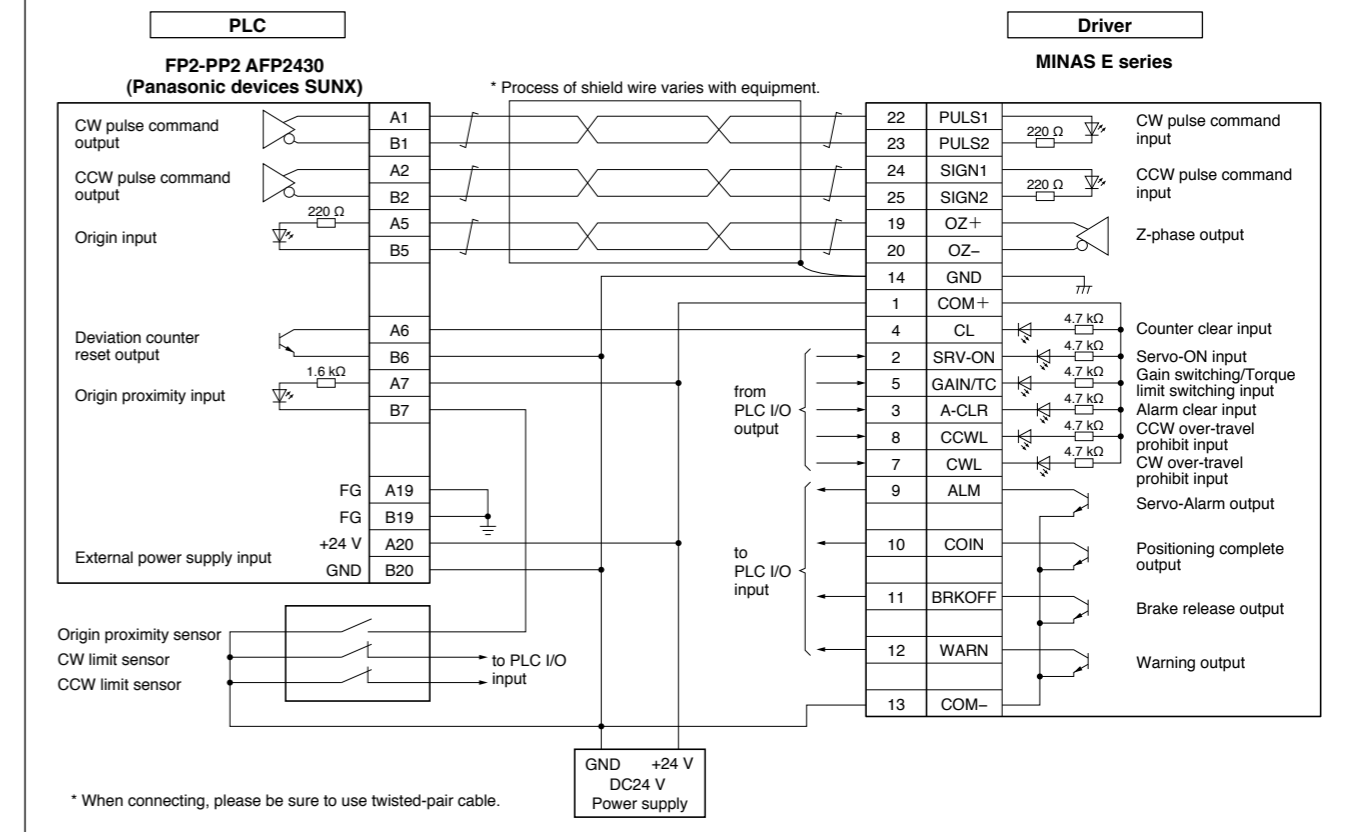 PLC
Driver
FP2-PP2 AFP2430
(Panasonic devices SUNX)
MINAS E series
* Process of shield wire varies with equipment.
CW pulse command
output
A1
B1
CCW pulse command
output
A2
B2
220 Ω
Origin input
A5
B5
Deviation counter
reset output
A6
B6
1.6 kΩ
Origin proximity input
A7
B7
FG A19
FG B19
External power supply input
+24 V A20
GND B20
Origin proximity sensor
CW limit sensor
CCW limit sensor
to PLC I/O
input
from
PLC I/O
output
to
PLC I/O
input
22 PULS1
23 PULS2
220 Ω
CW pulse command
input
24 SIGN1
25 SIGN2
220 Ω
CCW pulse command
input
19 OZ+
20 OZ−
Z-phase output
14 GND
1 COM+
4 CL 4.7 kΩ Counter clear input
2 SRV-ON 4.7 kΩ Servo-ON input
5 GAIN/TC 4.7 kΩ Gain switching/Torque
limit switching input
3 A-CLR 4.7 kΩ Alarm clear input
8 CCWL 4.7 kΩ CCW over-travel
prohibit input
7 CWL 4.7 kΩ CW over-travel
prohibit input
9 ALM Servo-Alarm output
10 COIN Positioning complete
output
11 BRKOFF Brake release output
12 WARN Warning output
13 COM−
GND +24 V
DC24 V
Power supply
* When connecting, please be sure to use twisted-pair cable.